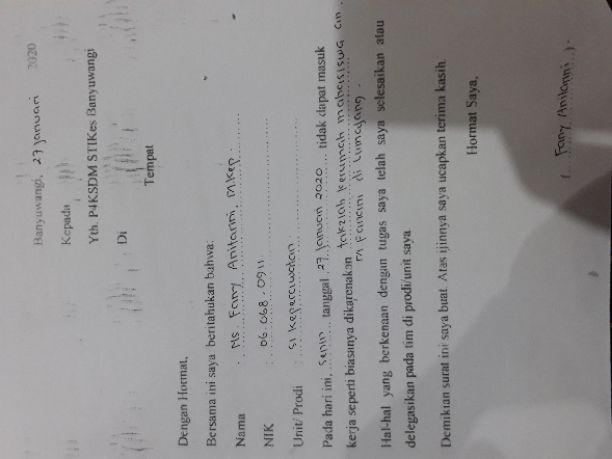 Banyuwangi, 27 Januari 2020
Kepada
Yth. P4KSDM STIKes Banyuwangi
Di
Tempat
Dengan Hormat,
Bersama ini saya beritahukan bahwa:
Nama : Ns Fany Anitarini, M.Kep.
NIK : 06.068.0911
Unit/ Prodi : S1 Keperawatan.
Pada hari ini, Senin tanggal 27 Januari 2020 tidak dapat masuk
kerja seperti biasanya dikarenakan takziah kerumah mahasiswa an.
M Fancini di Lumajang.
Hal-hal yang berkenaan dengan tugas saya telah saya selesaikan atau
delegasikan pada tim di prodi/unit saya
Demikian surat ini saya buat. Atas ijinnya saya ucapkan terima kasih.
Hormat Saya,
(Fany Anitarini)